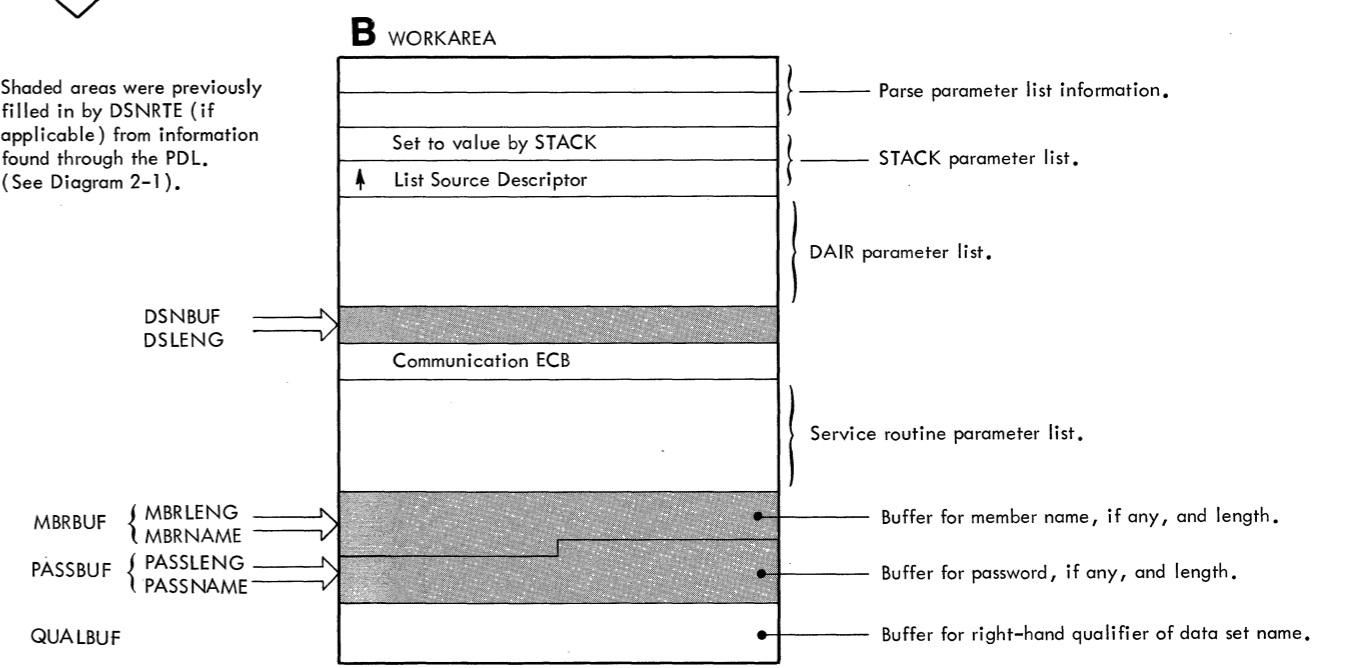 B WORKAREA
Shaded areas were previously
filled in by DSNRTE (if
applicable) from information
found through the PDL.
(See Diagram 2-1).
Parse parameter list information.
Set to value by STACK
STACK parameter list.
List Source Descriptor
DAIR parameter list.
DSNBUF
DSLENG
Communication ECB
Service routine parameter list.
MBRBUF { MBRLENG
MBRNAME
Buffer for member name, if any, and length.
PASSBUF { PASSLENG
PASSNAME
Buffer for password, if any, and length.
QUALBUF
Buffer for right-hand qualifier of data set name.